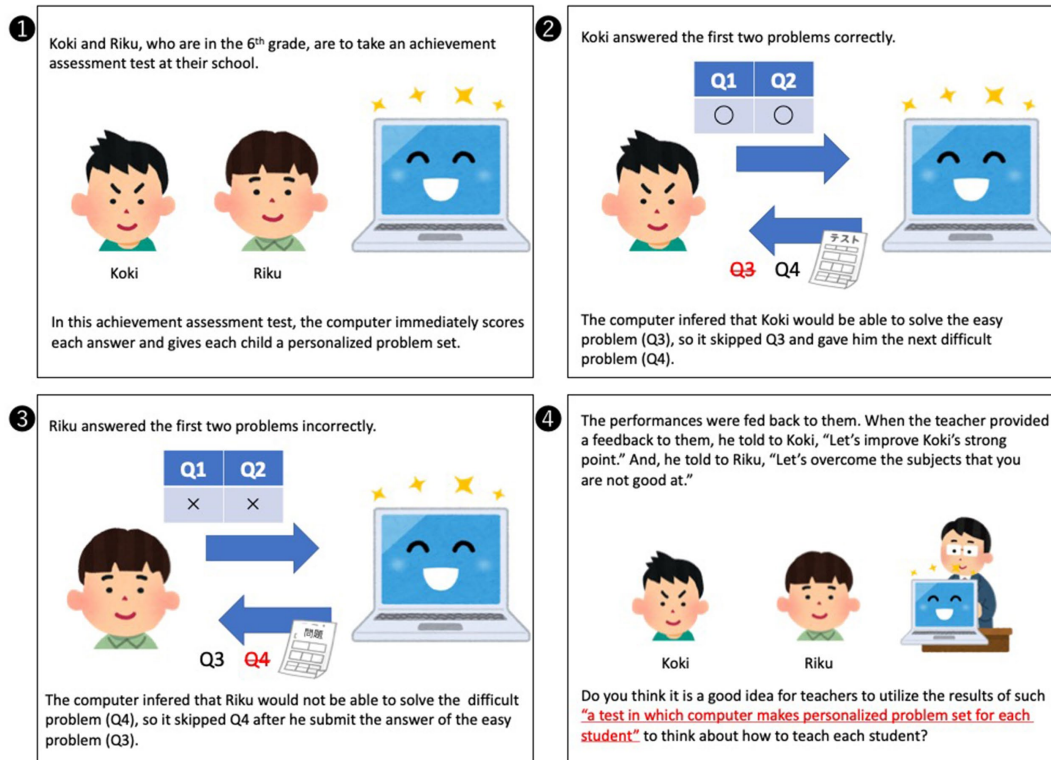 ❶
Koki and Riku, who are in the 6th grade, are to take an achievement
assessment test at their school.
Koki
Riku
In this achievement assessment test, the computer immediately scores
each answer and gives each child a personalized problem set.
❷
Koki answered the first two problems correctly.
Q1 Q2
○ ○
テスト
Q3 Q4
The computer infered that Koki would be able to solve the easy
problem (Q3), so it skipped Q3 and gave him the next difficult
problem (Q4).
❸
Riku answered the first two problems incorrectly.
Q1 Q2
× ×
問題
Q3 Q4
The computer infered that Riku would not be able to solve the difficult
problem (Q4), so it skipped Q4 after he submit the answer of the easy
problem (Q3).
❹
The performances were fed back to them. When the teacher provided
a feedback to them, he told to Koki, “Let’s improve Koki’s strong
point.” And, he told to Riku, “Let’s overcome the subjects that you
are not good at.”
Koki
Riku
Do you think it is a good idea for teachers to utilize the results of such
“a test in which computer makes personalized problem set for each
student” to think about how to teach each student?